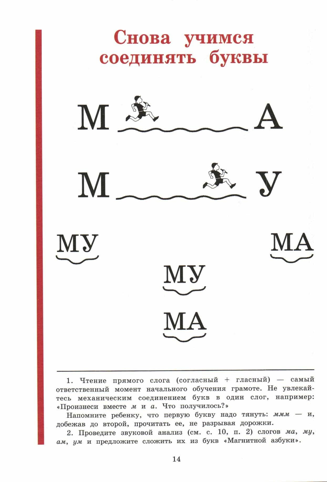 Снова учимся
соединять буквы
М А
М У
МУ МА
МУ
МА
1. Чтение прямого слога (согласный + гласный) — самый
ответственный момент начального обучения грамоте. Не увлекай-
тесь механическим соединением букв в один слог, например:
«Произнеси вместе м и а. Что получилось?»
Напомните ребенку, что первую букву надо тянуть: ммм — и,
добежав до второй, прочитать ее, не разрывая дорожки.
2. Проведите звуковой анализ (см. с. 10, п. 2) слогов ма, му,
ам, ум и предложите сложить их из букв «Магнитной азбуки».
14